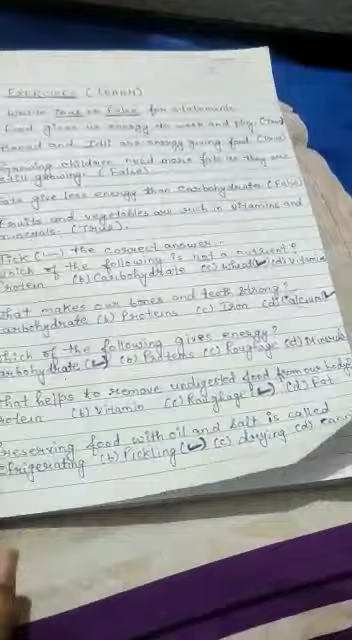 EXERCISES (LEARN)
Write True or False for statements
Food gives us energy to work and play. (True)
Bread and Idli are energy giving food (True)
Growing children need more fats as they are
still growing. (False)
Fats give less energy than carbohydrate (False)
Fruits and vegetables are such in vitamins and
minerals. (True).
Tick (✓) the correct answer.
Which of the following is not a nutrient?
Protein (b) Carbohydrate (c) ✓ (d) Vitamin
What makes our bones and teeth strong?
Carbohydrate (b) Proteins (c) Iron (d) Calcium ✓
Which of the following gives energy?
Carbohydrate (✓) (b) Proteins (c) Roughage (d) Minerals
What helps to remove undigested food from our body?
Protein (b) Vitamin (c) Roughage (✓) (d) Fat
Preserving food with oil and salt is called
Refrigerating (b) Pickling (✓) (c) drying (d) cann